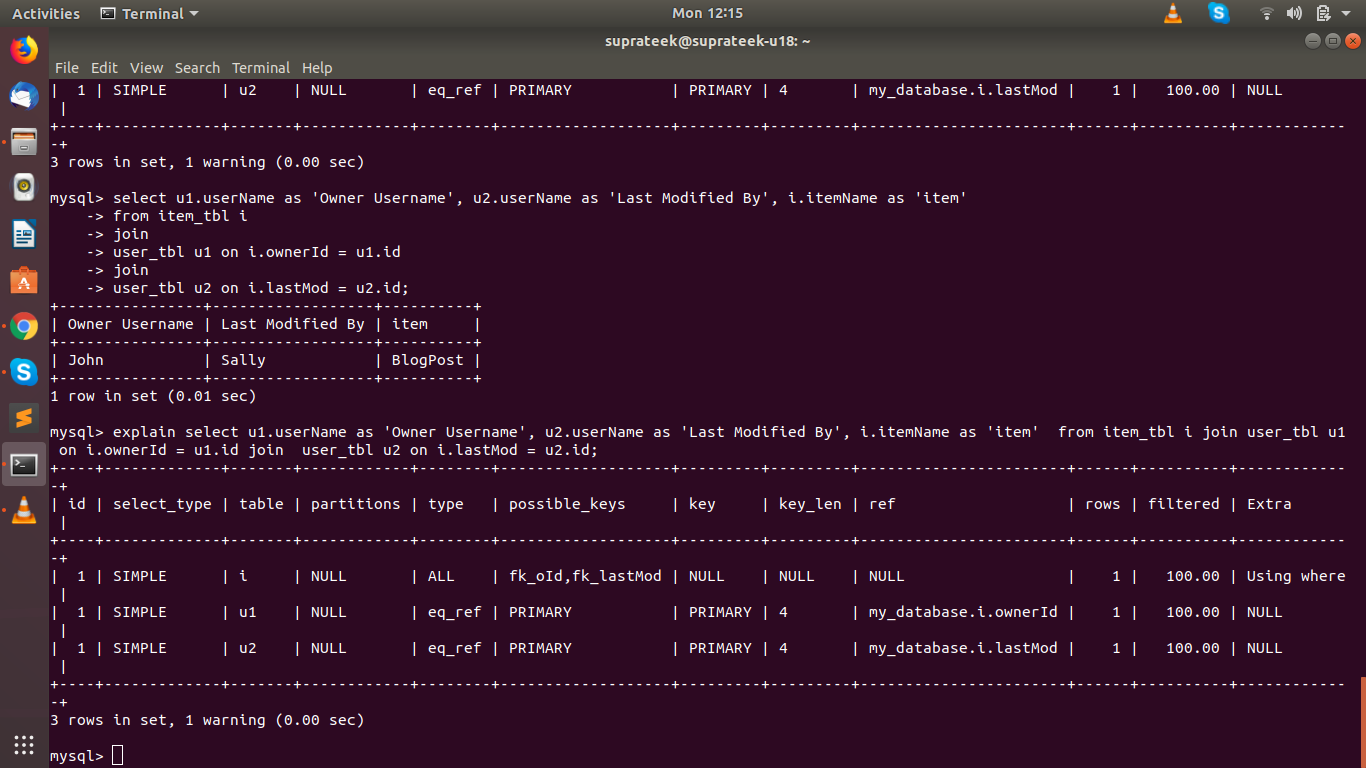 Activities Terminal Mon 12:15
suprateek@suprateek-u18: ~
File Edit View Search Terminal Help
|  1 | SIMPLE      | u2    | NULL       | eq_ref | PRIMARY           | PRIMARY | 4       | my_database.i.lastMod |    1 |   100.00 | NULL
 |
+----+-------------+-------+------------+--------+-------------------+---------+---------+-----------------------+------+----------+------------
-+
3 rows in set, 1 warning (0.00 sec)
mysql> select u1.userName as 'Owner Username', u2.userName as 'Last Modified By', i.itemName as 'item'
    -> from item_tbl i
    -> join
    -> user_tbl u1 on i.ownerId = u1.id
    -> join
    -> user_tbl u2 on i.lastMod = u2.id;
+----------------+------------------+----------+
| Owner Username | Last Modified By | item     |
+----------------+------------------+----------+
| John           | Sally            | BlogPost |
+----------------+------------------+----------+
1 row in set (0.01 sec)
mysql> explain select u1.userName as 'Owner Username', u2.userName as 'Last Modified By', i.itemName as 'item'  from item_tbl i join user_tbl u1
 on i.ownerId = u1.id join  user_tbl u2 on i.lastMod = u2.id;
+----+-------------+-------+------------+--------+-------------------+---------+---------+-----------------------+------+----------+------------
-+
| id | select_type | table | partitions | type   | possible_keys     | key     | key_len | ref                   | rows | filtered | Extra
 |
+----+-------------+-------+------------+--------+-------------------+---------+---------+-----------------------+------+----------+------------
-+
|  1 | SIMPLE      | i     | NULL       | ALL    | fk_oId,fk_lastMod | NULL    | NULL    | NULL                  |    1 |   100.00 | Using where
 |
|  1 | SIMPLE      | u1    | NULL       | eq_ref | PRIMARY           | PRIMARY | 4       | my_database.i.ownerId |    1 |   100.00 | NULL
 |
|  1 | SIMPLE      | u2    | NULL       | eq_ref | PRIMARY           | PRIMARY | 4       | my_database.i.lastMod |    1 |   100.00 | NULL
 |
+----+-------------+-------+------------+--------+-------------------+---------+---------+-----------------------+------+----------+------------
-+
3 rows in set, 1 warning (0.00 sec)
mysql>